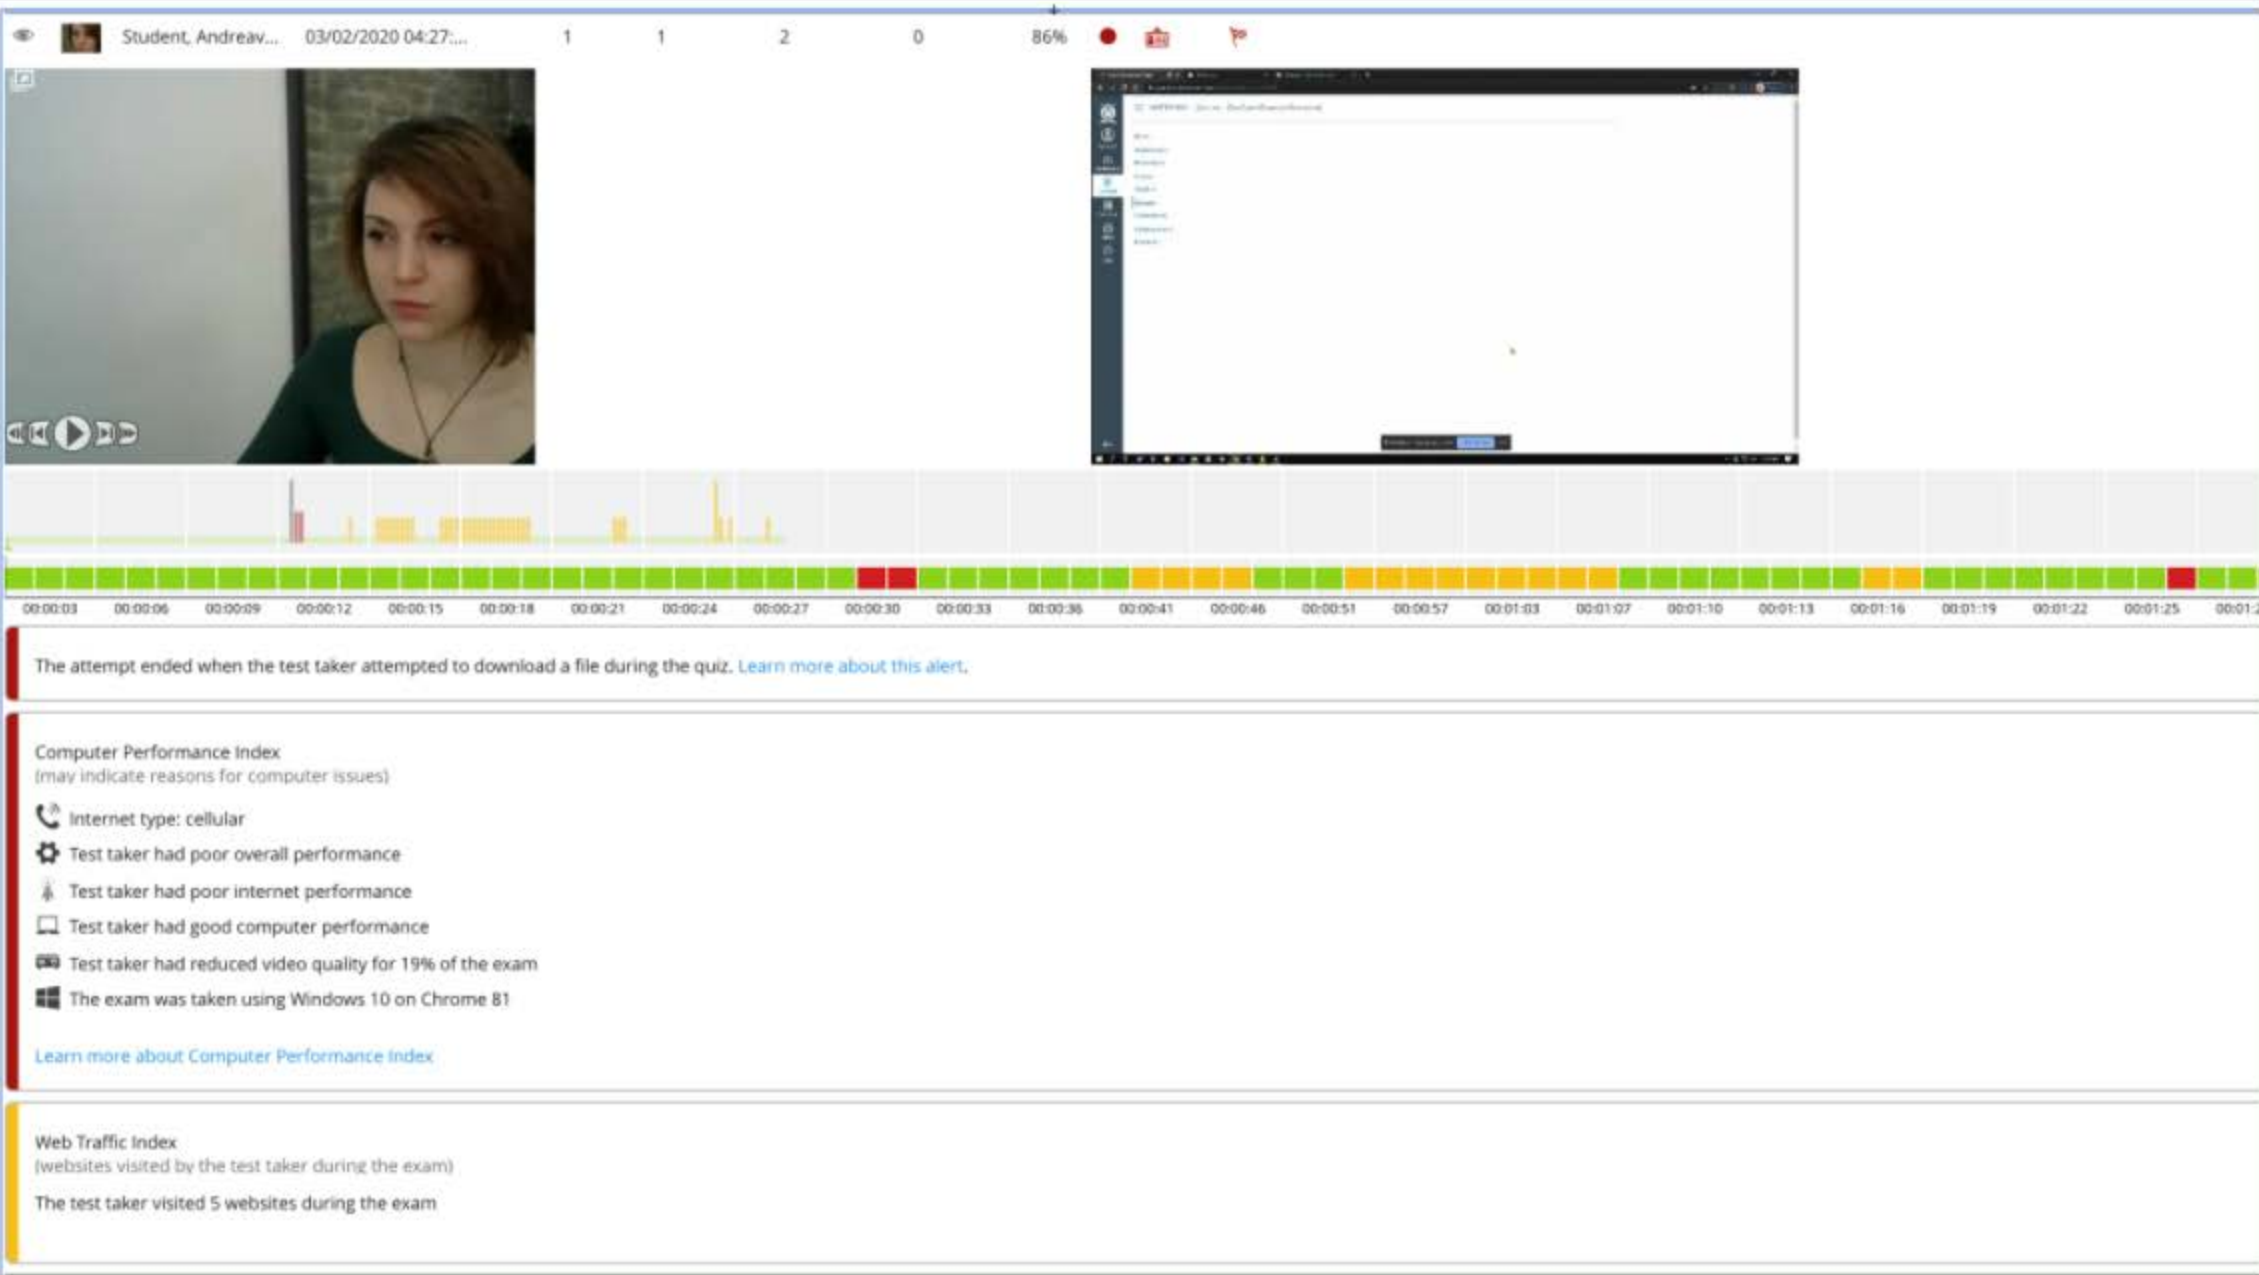 Student, Andreav... 03/02/2020 04:27:... 1 1 2 0 86%
00:00:03 00:00:06 00:00:09 00:00:12 00:00:15 00:00:18 00:00:21 00:00:24 00:00:27 00:00:30 00:00:33 00:00:36 00:00:41 00:00:46 00:00:51 00:00:57 00:01:03 00:01:07 00:01:10 00:01:13 00:01:16 00:01:19 00:01:22 00:01:25 00:01:2
The attempt ended when the test taker attempted to download a file during the quiz. Learn more about this alert.
Computer Performance Index
(may indicate reasons for computer issues)
Internet type: cellular
Test taker had poor overall performance
Test taker had poor internet performance
Test taker had good computer performance
Test taker had reduced video quality for 19% of the exam
The exam was taken using Windows 10 on Chrome 81
Learn more about Computer Performance Index
Web Traffic Index
(websites visited by the test taker during the exam)
The test taker visited 5 websites during the exam